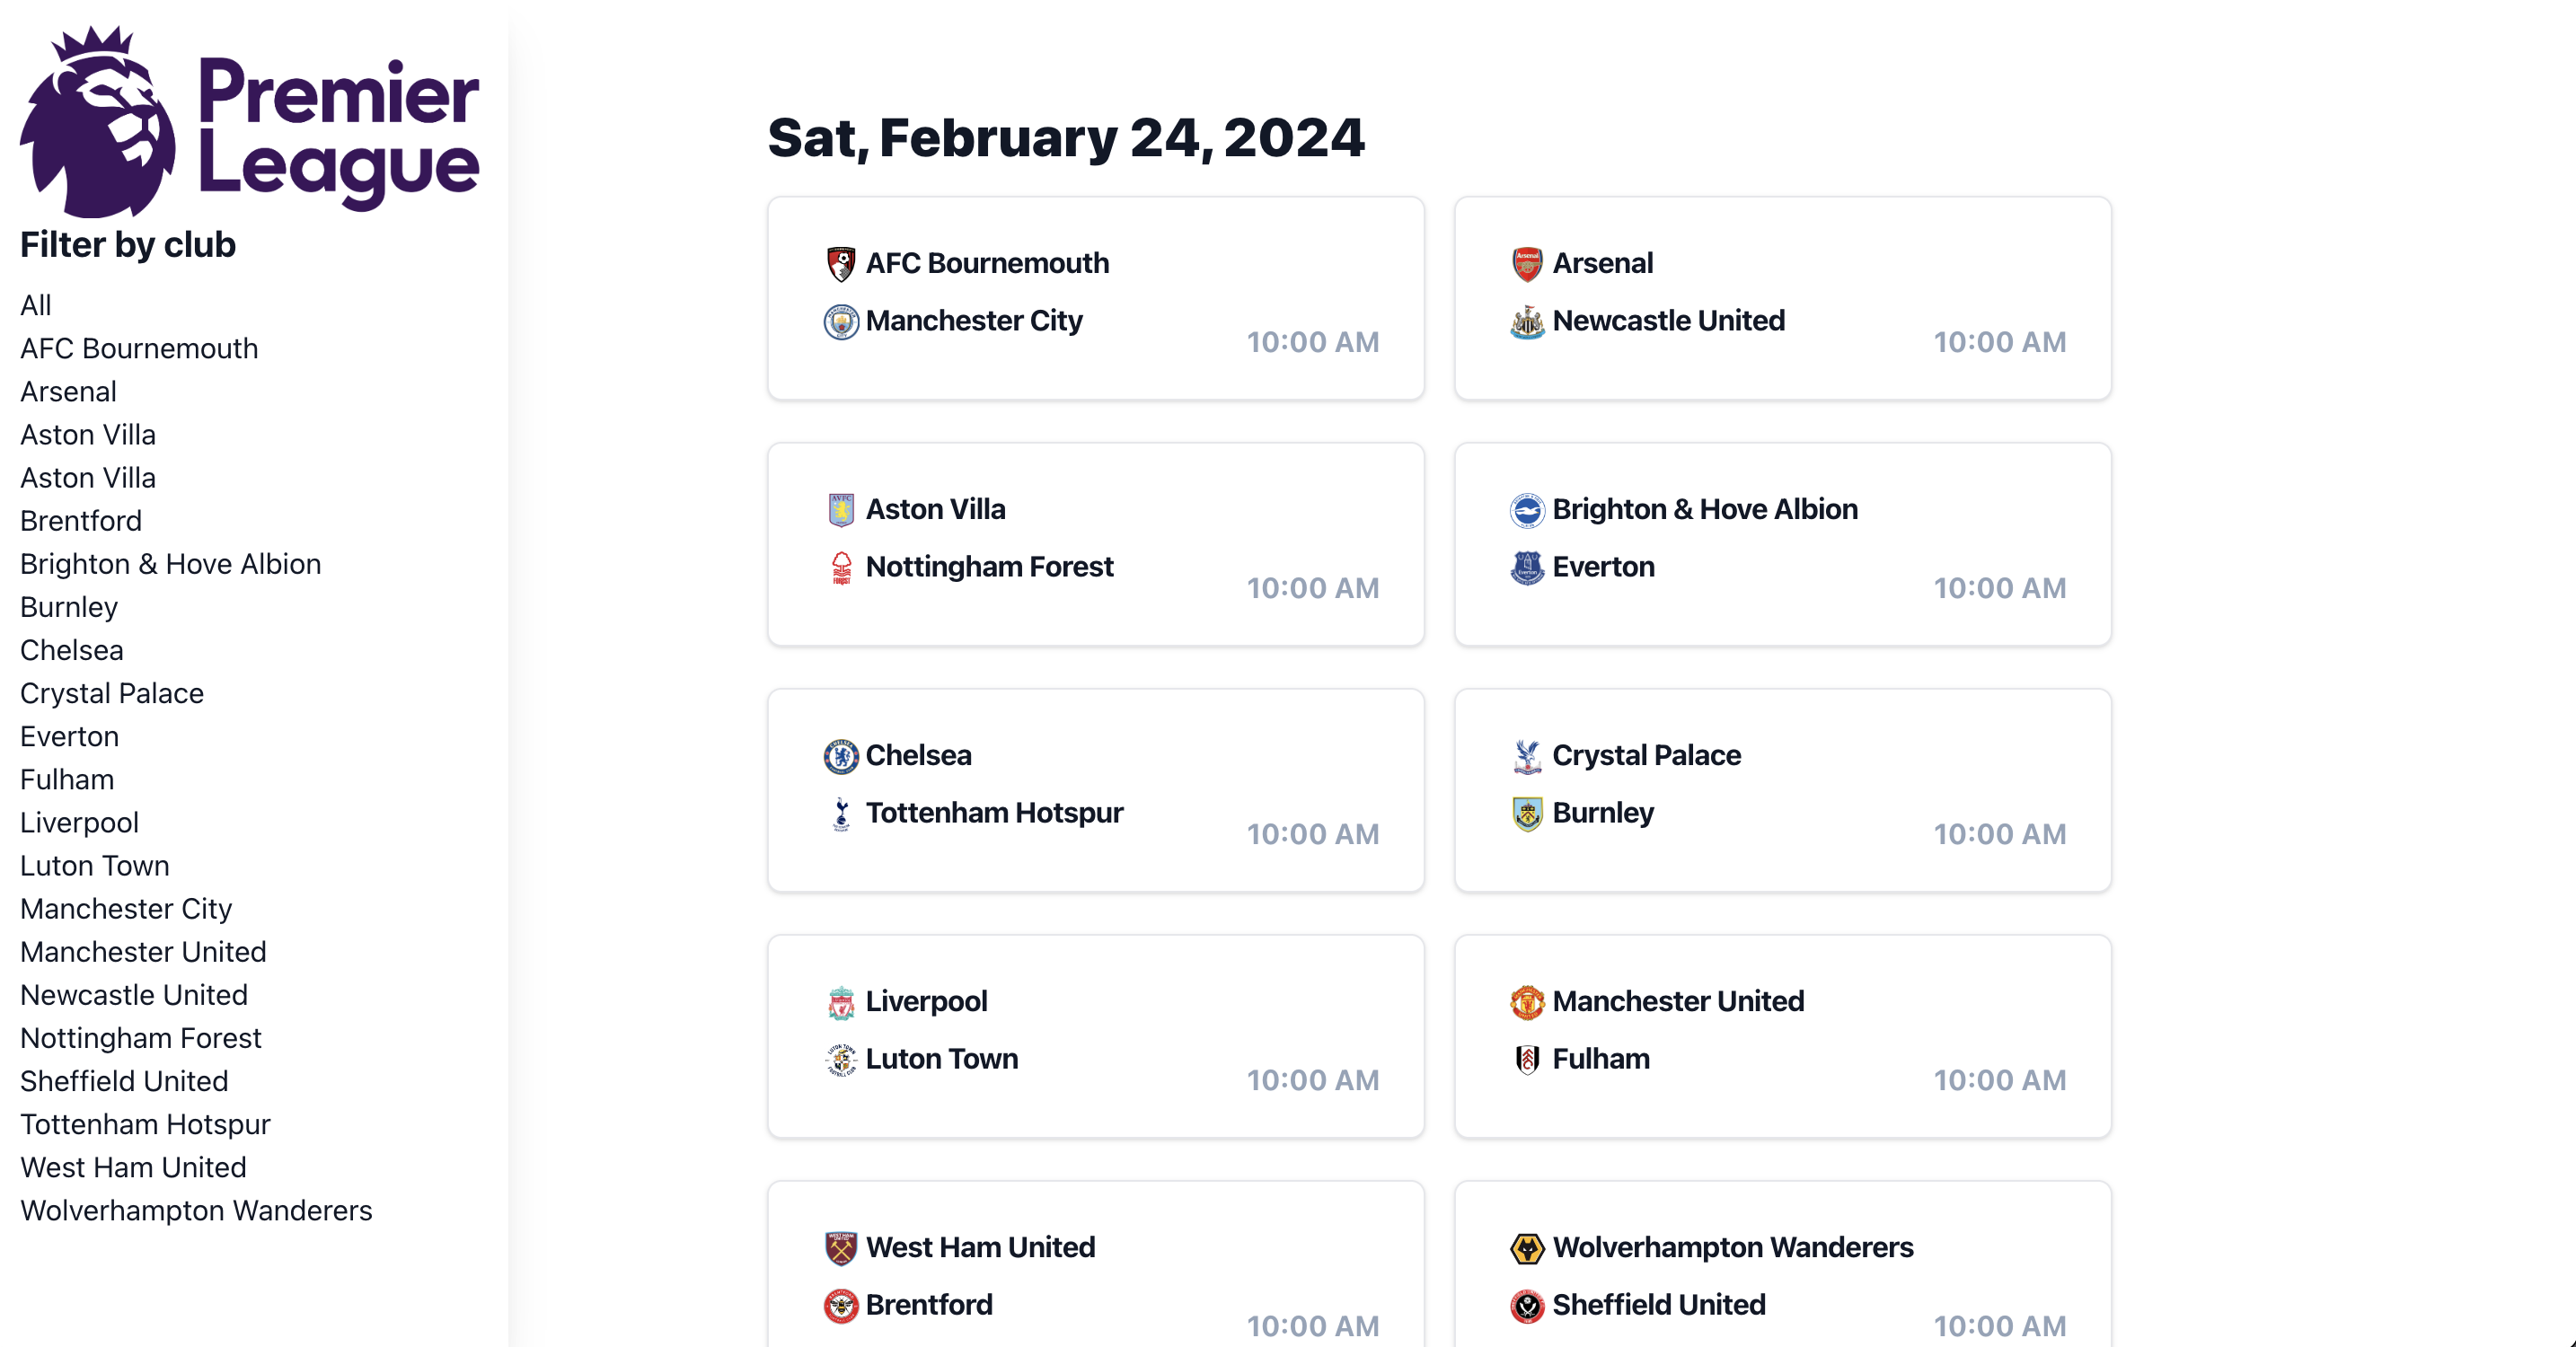 Premier
League
Filter by club
All
AFC Bournemouth
Arsenal
Aston Villa
Aston Villa
Brentford
Brighton & Hove Albion
Burnley
Chelsea
Crystal Palace
Everton
Fulham
Liverpool
Luton Town
Manchester City
Manchester United
Newcastle United
Nottingham Forest
Sheffield United
Tottenham Hotspur
West Ham United
Wolverhampton Wanderers
Sat, February 24, 2024
AFC Bournemouth
Manchester City
10:00 AM
Arsenal
Newcastle United
10:00 AM
Aston Villa
Nottingham Forest
10:00 AM
Brighton & Hove Albion
Everton
10:00 AM
Chelsea
Tottenham Hotspur
10:00 AM
Crystal Palace
Burnley
10:00 AM
Liverpool
Luton Town
10:00 AM
Manchester United
Fulham
10:00 AM
West Ham United
Brentford
10:00 AM
Wolverhampton Wanderers
Sheffield United
10:00 AM